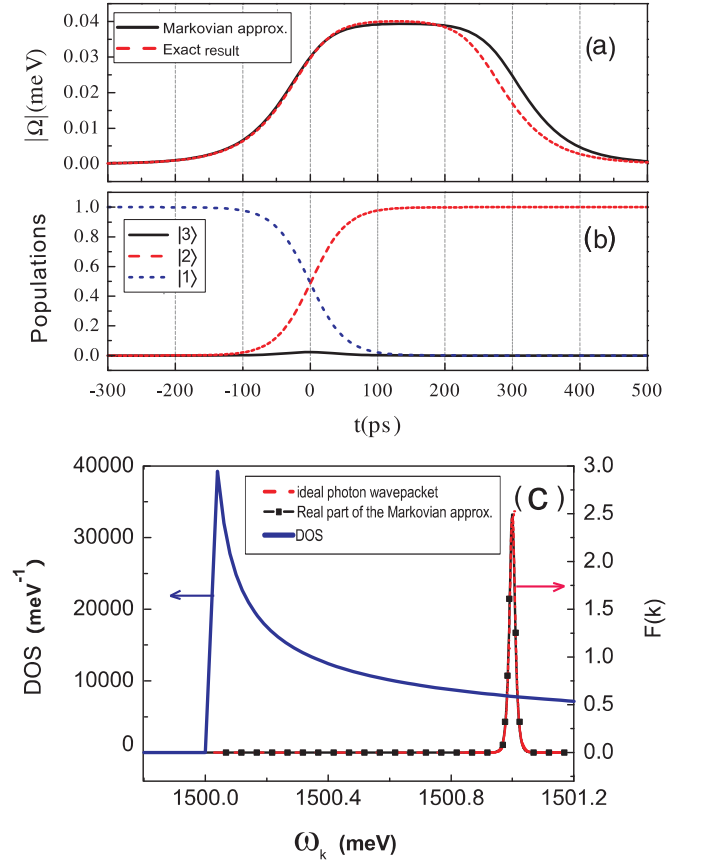 0.04
0.03
0.02
0.01
0.00
|Ω|(meV)
Markovian approx.
Exact result
(a)
1.0
0.8
0.6
0.4
0.2
0.0
Populations
|3⟩
|2⟩
|1⟩
(b)
-300 -200 -100 0 100 200 300 400 500
t(ps)
40000
30000
20000
10000
0
DOS (meV⁻¹)
ideal photon wavepacket
Real part of the Markovian approx.
DOS
(c)
3.0
2.5
2.0
1.5
1.0
0.5
0.0
F(k)
1500.0 1500.4 1500.8 1501.2
ω_k (meV)